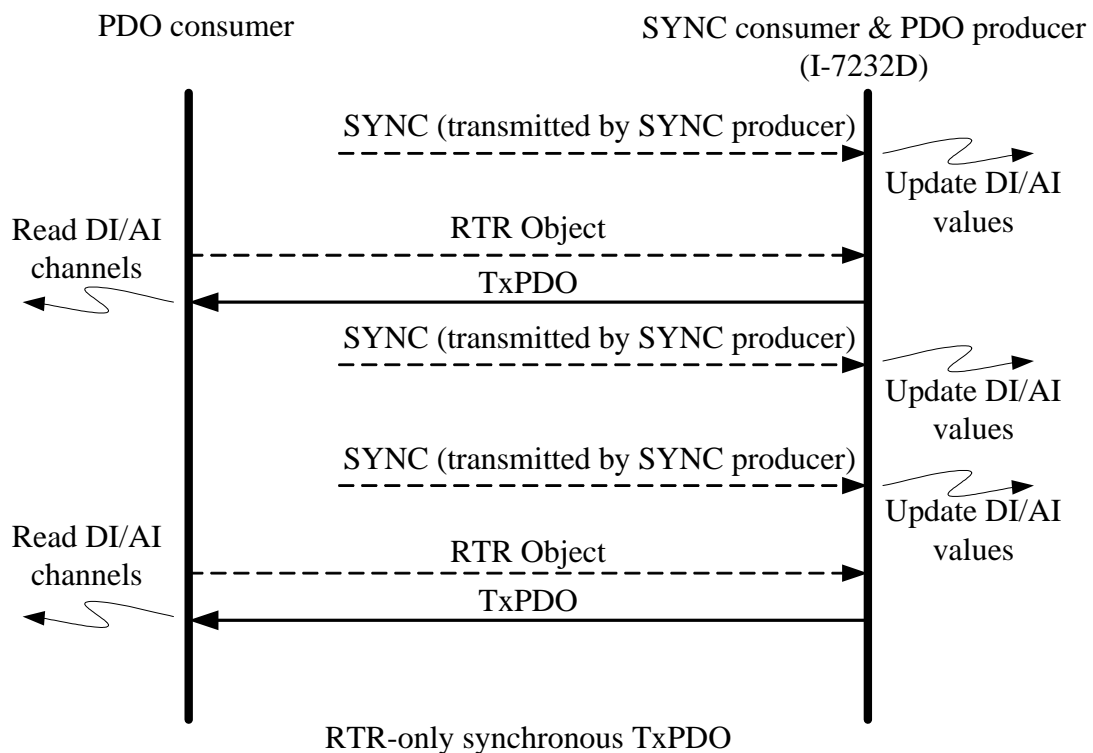 PDO consumer
SYNC consumer & PDO producer
(I-7232D)
SYNC (transmitted by SYNC producer)
Update DI/AI
values
Read DI/AI
channels
RTR Object
TxPDO
SYNC (transmitted by SYNC producer)
Update DI/AI
values
SYNC (transmitted by SYNC producer)
Update DI/AI
values
Read DI/AI
channels
RTR Object
TxPDO
RTR-only synchronous TxPDO